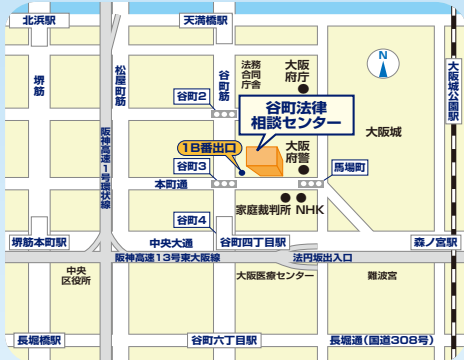 北浜駅
天満橋駅
N
堺筋
松屋町筋
谷町筋
法務
合同
庁舎
大阪
府庁
大阪城公園駅
谷町2
谷町法律
相談センター
大阪城
阪神高速1号環状線
1B番出口
大阪
府警
谷町3
馬場町
本町通
家庭裁判所
NHK
谷町4
堺筋本町駅
中央大通
谷町四丁目駅
森ノ宮駅
阪神高速13号東大阪線
法円坂出入口
中央
区役所
大阪医療センター
難波宮
長堀橋駅
谷町六丁目駅
長堀通(国道308号)